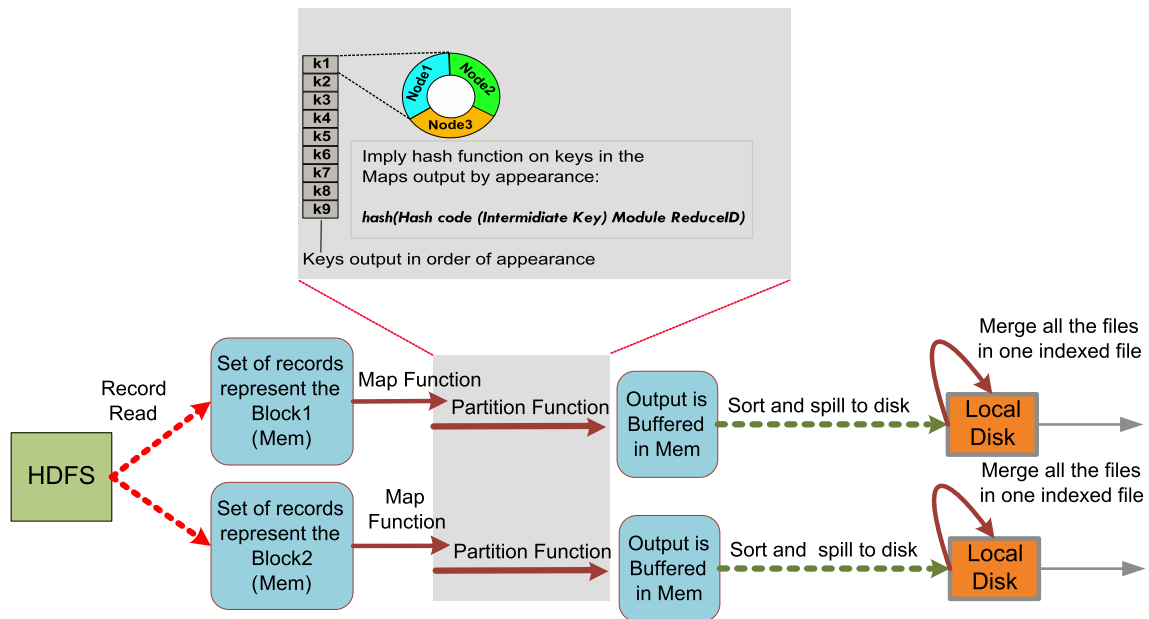 k1
k2
k3
k4
k5
k6
k7
k8
k9
Node1
Node2
Node3
Imply hash function on keys in the
Maps output by appearance:
hash(Hash code (Intermidiate Key) Module ReduceID)
Keys output in order of appearance
HDFS
Record
Read
Set of records
represent the
Block1
(Mem)
Map Function
Partition Function
Output is
Buffered
in Mem
Sort and spill to disk
Merge all the files
in one indexed file
Local
Disk
Set of records
represent the
Block2
(Mem)
Map
Function
Partition Function
Output is
Buffered
in Mem
Sort and  spill to disk
Merge all the files
in one indexed file
Local
Disk